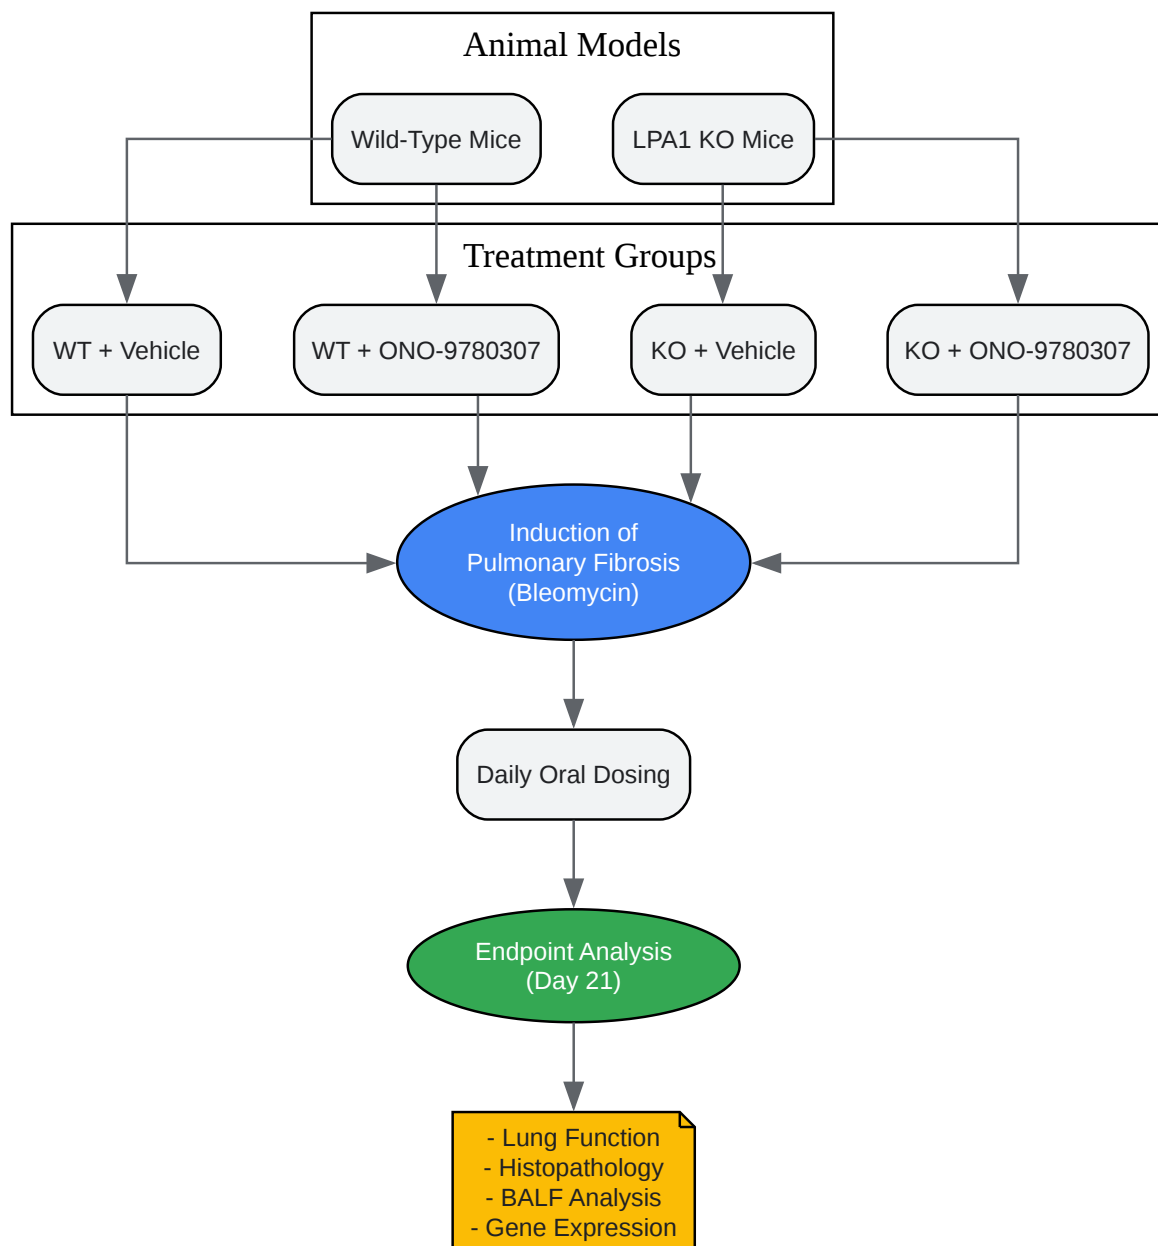 Animal Models
Wild-Type Mice
LPA1 KO Mice
Treatment Groups
WT + Vehicle
WT + ONO-9780307
KO + Vehicle
KO + ONO-9780307
Induction of
Pulmonary Fibrosis
(Bleomycin)
Daily Oral Dosing
Endpoint Analysis
(Day 21)
- Lung Function
- Histopathology
- BALF Analysis
- Gene Expression